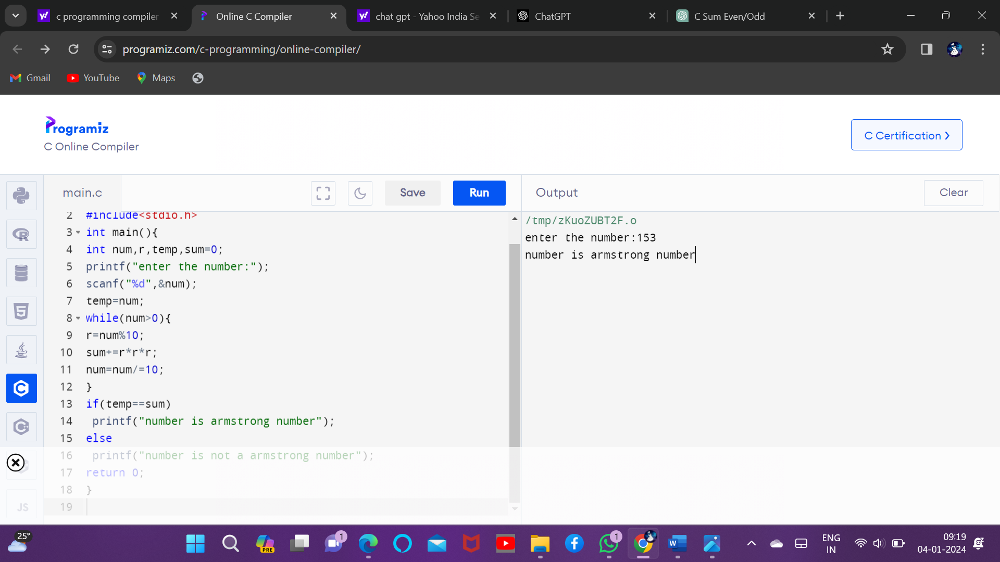 c programming compiler
Online C Compiler
chat gpt - Yahoo India Se
ChatGPT
C Sum Even/Odd
programiz.com/c-programming/online-compiler/
Gmail
YouTube
Maps
Programiz
C Online Compiler
C Certification ❯
main.c
Save
Run
Output
Clear
2 #include<stdio.h>
3 int main(){
4 int num,r,temp,sum=0;
5 printf("enter the number:");
6 scanf("%d",&num);
7 temp=num;
8 while(num>0){
9 r=num%10;
10 sum+=r*r*r;
11 num=num/=10;
12 }
13 if(temp==sum)
14 printf("number is armstrong number");
15 else
16 printf("number is not a armstrong number");
17 return 0;
18 }
19
/tmp/zKuoZUBT2F.o
enter the number:153
number is armstrong number
JS
25°
PRE
1
1
ENG
IN
09:19
04-01-2024